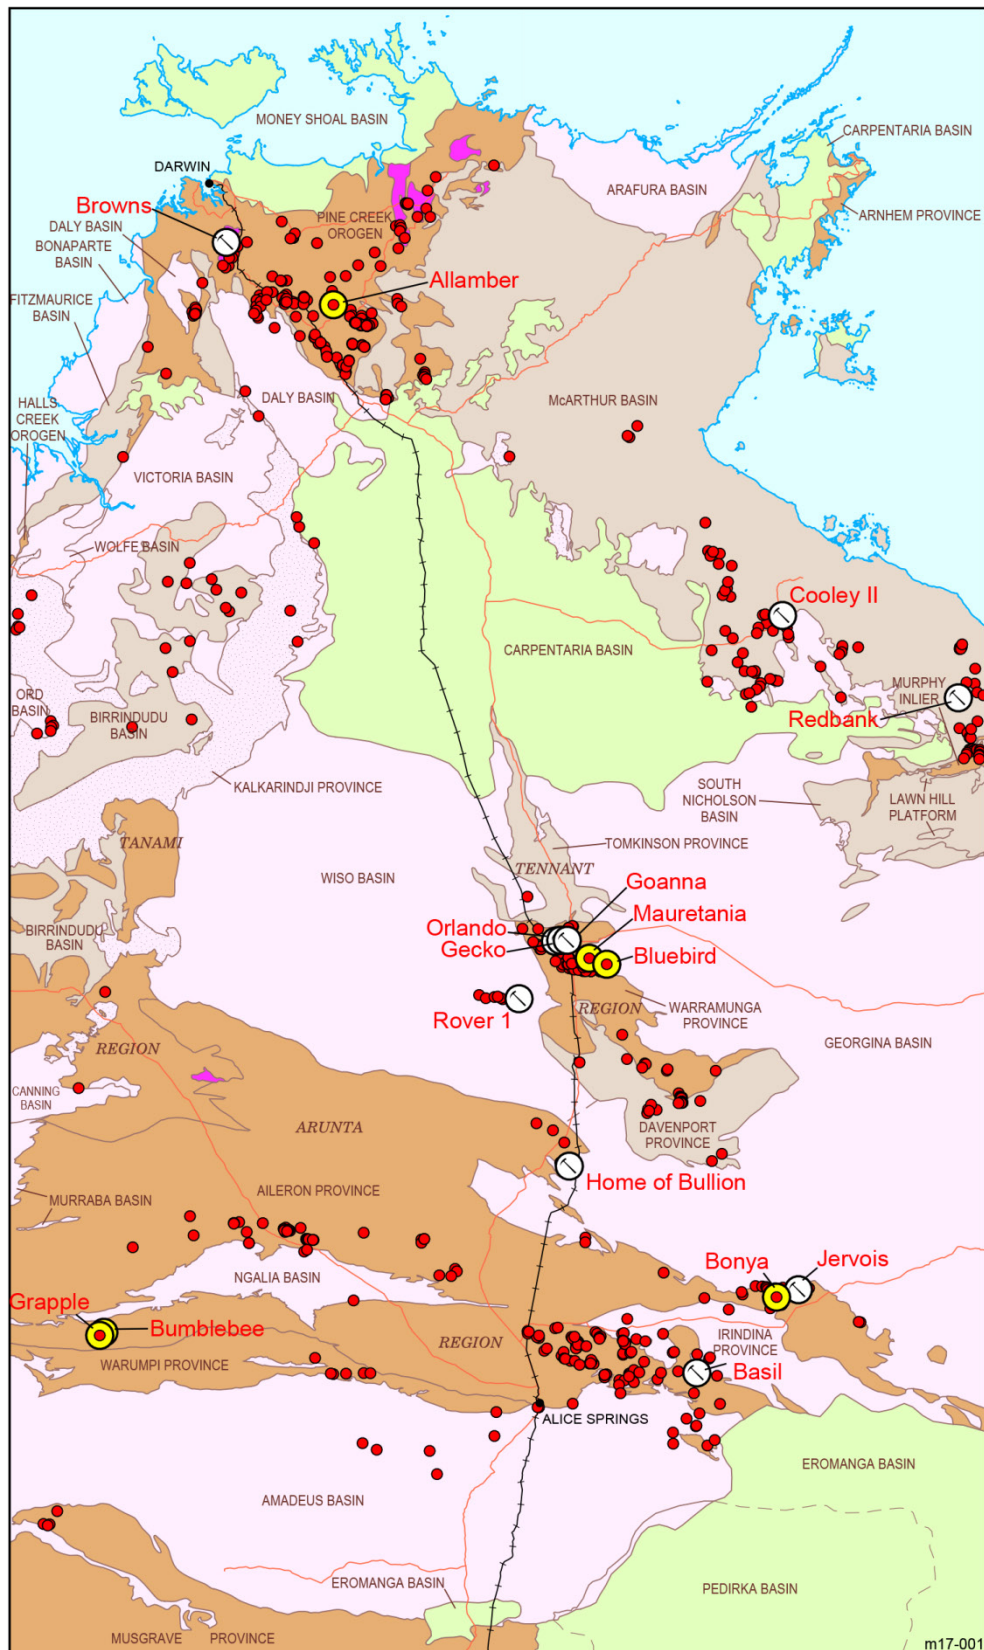 MONEY SHOAL BASIN
CARPENTARIA BASIN
DARWIN
ARAFURA BASIN
Browns
PINE CREEK
OROGEN
ARNHEM PROVINCE
DALY BASIN
BONAPARTE
BASIN
Allamber
FITZMAURICE
BASIN
DALY BASIN
McARTHUR BASIN
HALLS
CREEK
OROGEN
VICTORIA BASIN
WOLFE BASIN
Cooley II
CARPENTARIA BASIN
ORD
BASIN
BIRRINDUDU
BASIN
MURPHY
INLIER
Redbank
KALKARINDJI PROVINCE
SOUTH
NICHOLSON
BASIN
LAWN HILL
PLATFORM
TANAMI
TOMKINSON PROVINCE
WISO BASIN
TENNANT
Goanna
Mauretania
BIRRINDUDU
BASIN
Orlando
Gecko
Bluebird
REGION
WARRAMUNGA
PROVINCE
Rover 1
REGION
GEORGINA BASIN
CANNING
BASIN
ARUNTA
DAVENPORT
PROVINCE
Home of Bullion
AILERON PROVINCE
MURRABA BASIN
NGALIA BASIN
Bonya
Jervois
Grapple
Bumblebee
REGION
IRINDINA
PROVINCE
WARUMPI PROVINCE
Basil
ALICE SPRINGS
EROMANGA BASIN
AMADEUS BASIN
EROMANGA BASIN
PEDIRKA BASIN
MUSGRAVE PROVINCE
m17-001